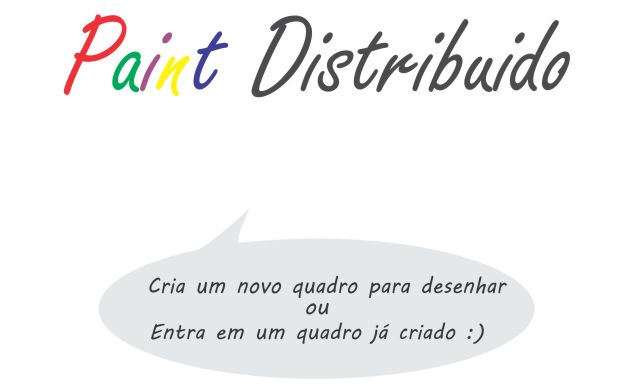 Paint Distribuido
Cria um novo quadro para desenhar
ou
Entra em um quadro já criado :)